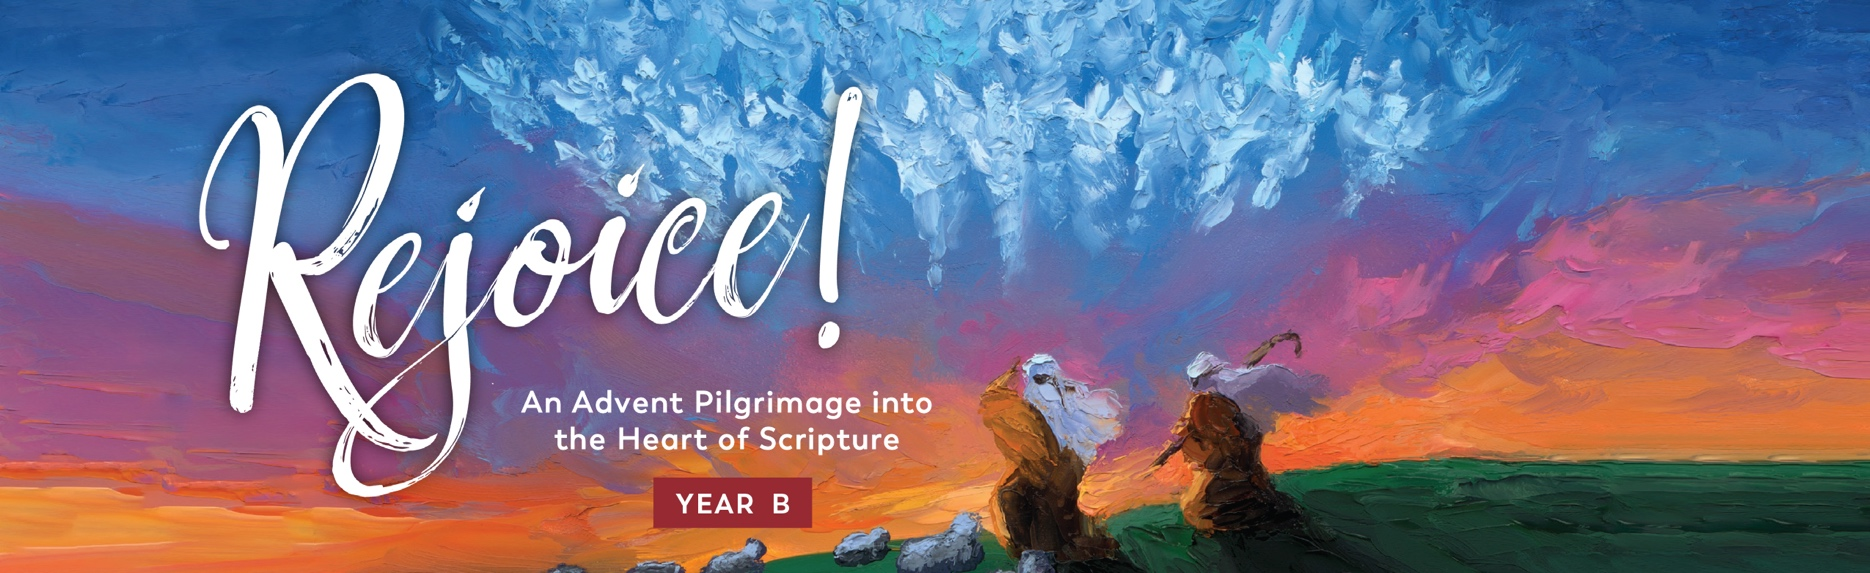 Rejoice!
An Advent Pilgrimage into
the Heart of Scripture
YEAR B